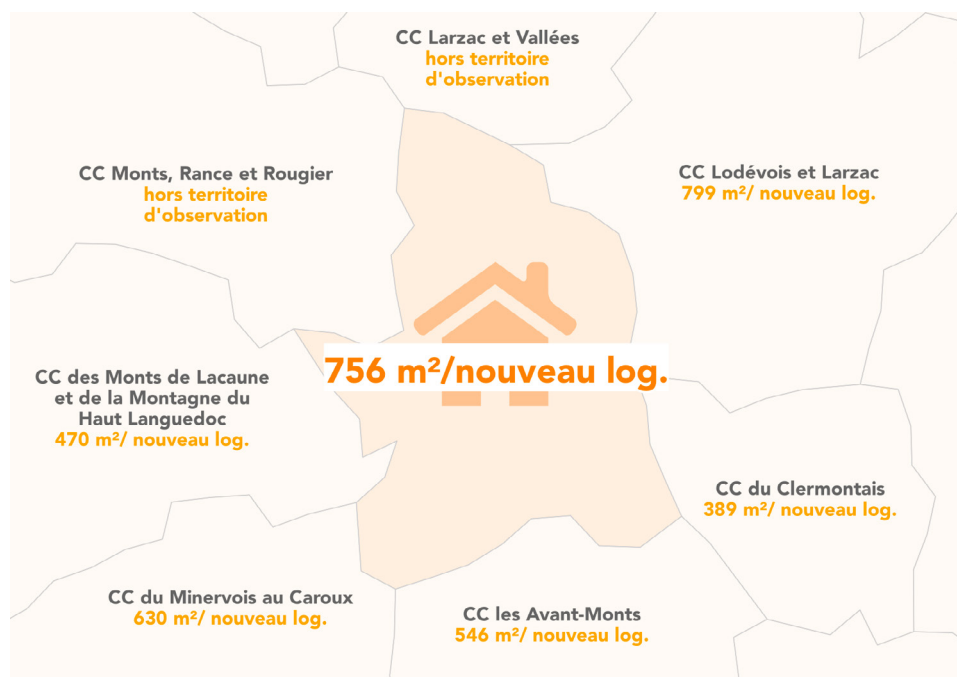 CC Larzac et Vallées
hors territoire
d'observation
CC Monts, Rance et Rougier
hors territoire
d'observation
CC Lodévois et Larzac
799 m²/ nouveau log.
756 m²/nouveau log.
CC des Monts de Lacaune
et de la Montagne du
Haut Languedoc
470 m²/ nouveau log.
CC du Clermontais
389 m²/ nouveau log.
CC du Minervois au Caroux
630 m²/ nouveau log.
CC les Avant-Monts
546 m²/ nouveau log.